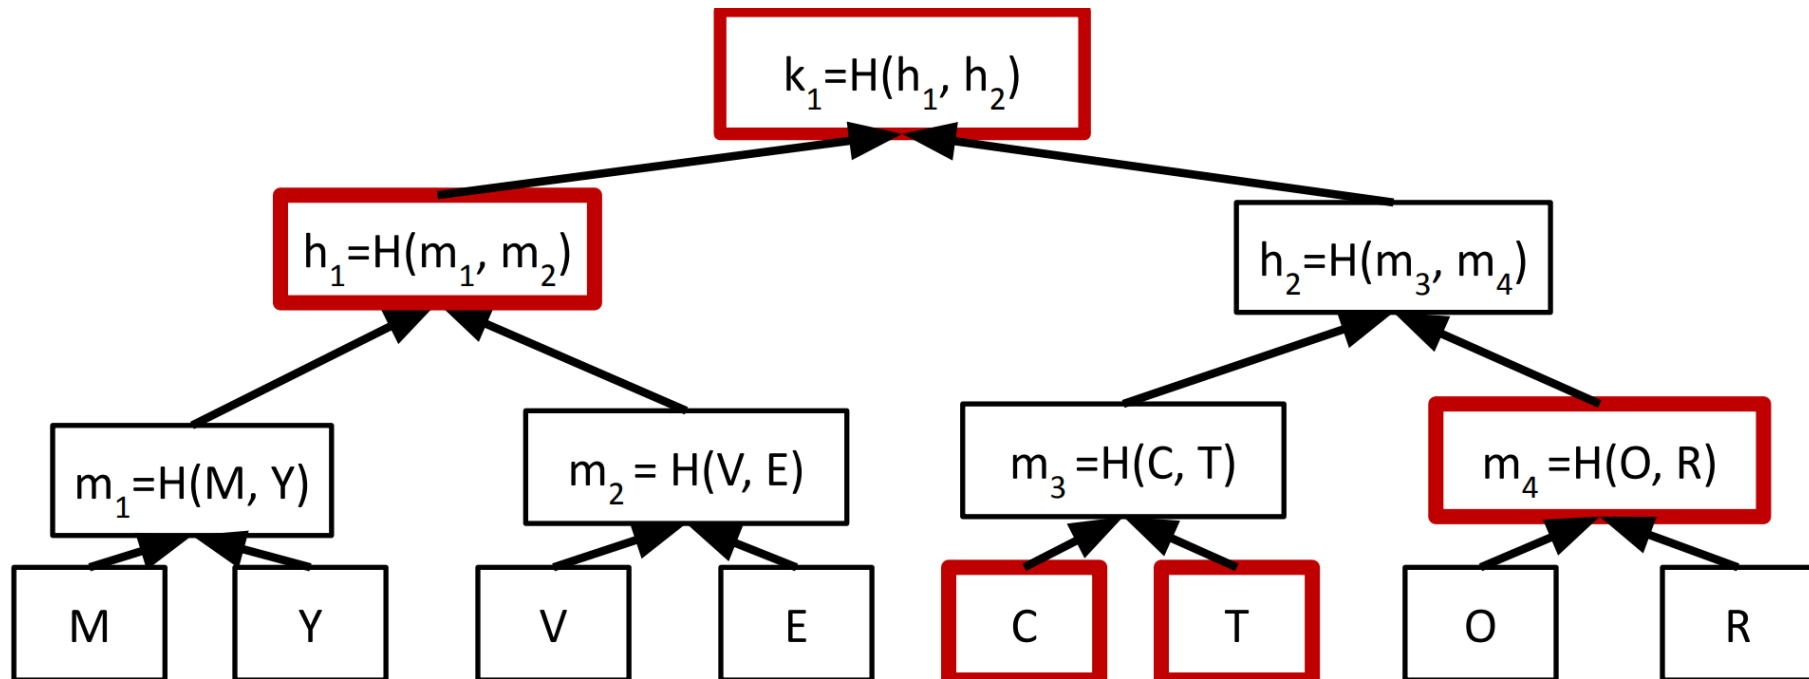 k₁=H(h₁, h₂)
h₁=H(m₁, m₂)
h₂=H(m₃, m₄)
m₁=H(M, Y)
m₂ = H(V, E)
m₃ =H(C, T)
m₄ =H(O, R)
M
Y
V
E
C
T
O
R